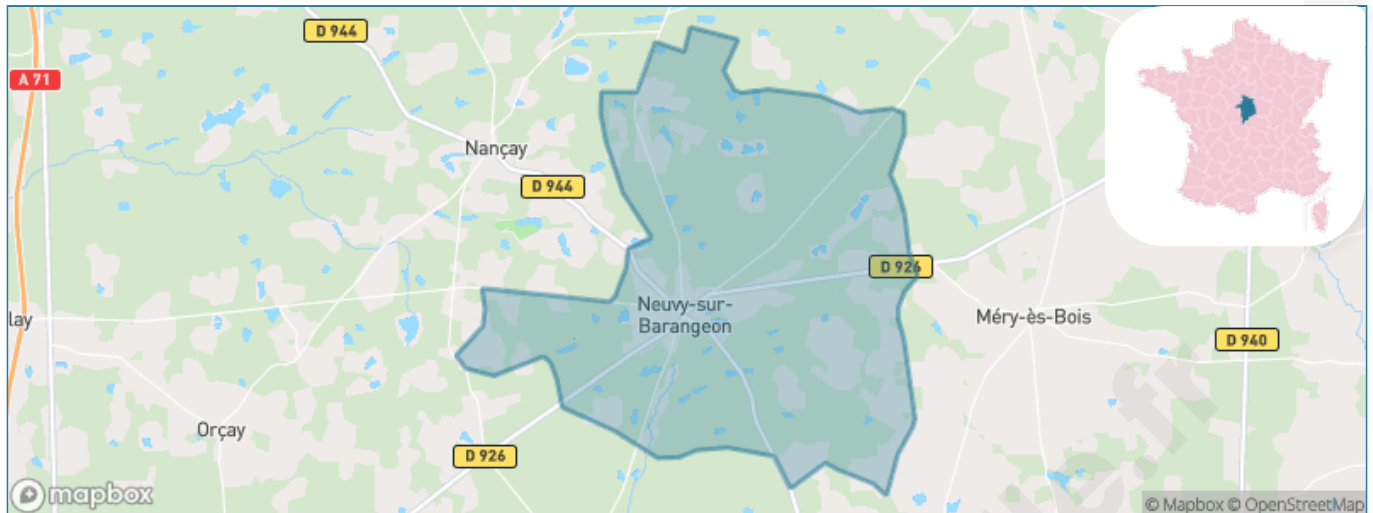 D 944
A 71
Nançay
D 944
D 926
Neuvy-sur-
Barangeon
Méry-ès-Bois
lay
D 940
Orçay
D 926
mapbox
© Mapbox © OpenStreetMap